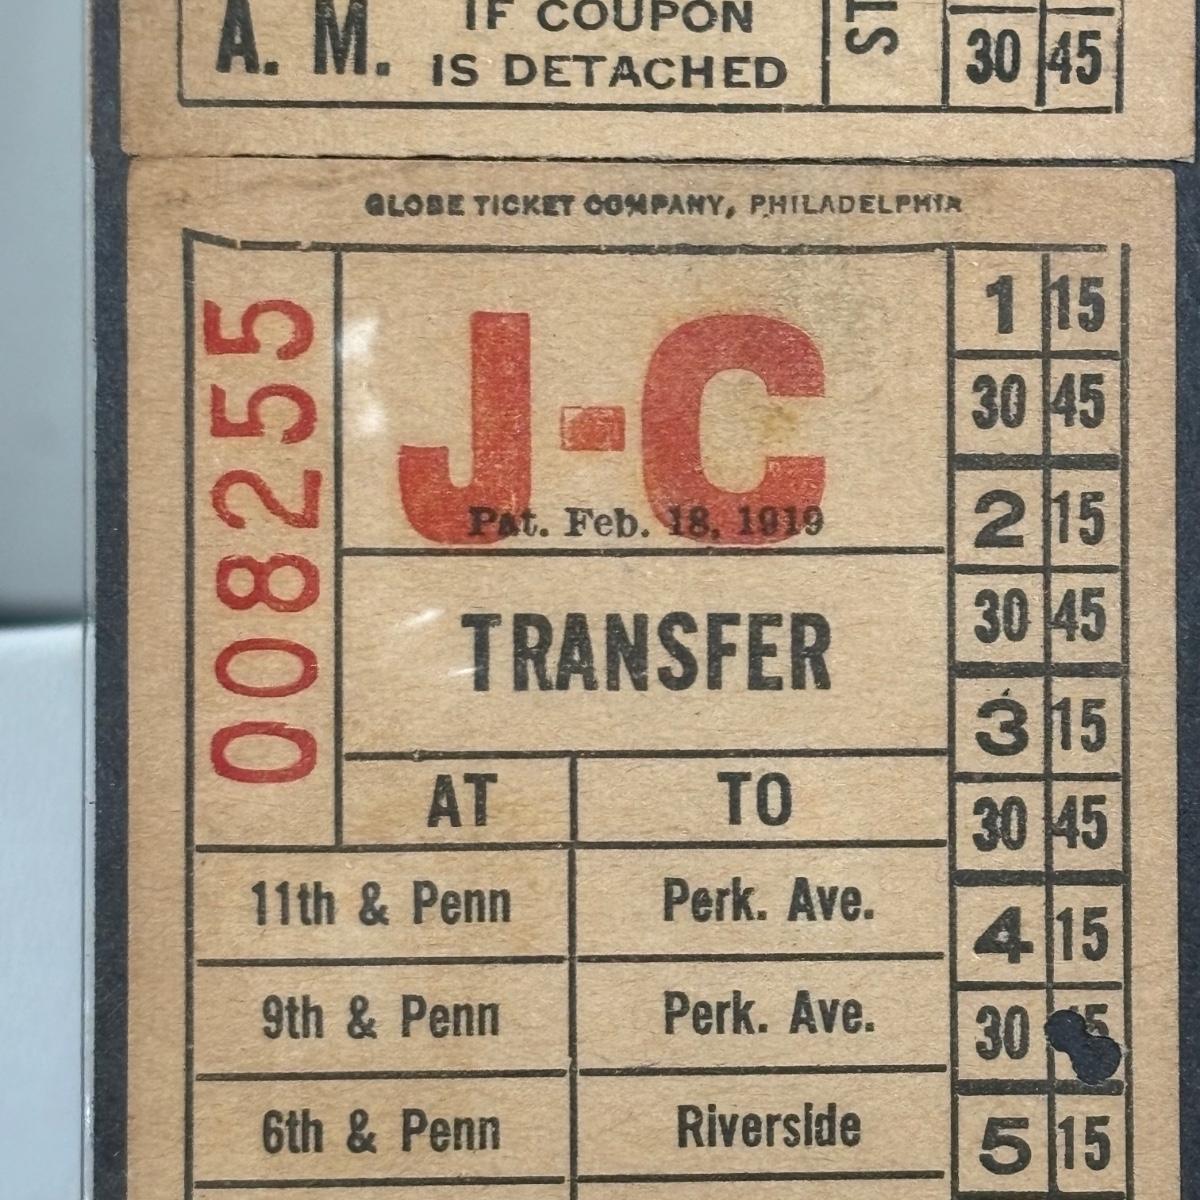 A. M.
IF COUPON
IS DETACHED
30 45
GLOBE TICKET COMPANY, PHILADELPHIA
008255
J-C
Pat. Feb. 18, 1919
TRANSFER
AT TO
11th & Penn Perk. Ave.
9th & Penn Perk. Ave.
6th & Penn Riverside
1 15
30 45
2 15
30 45
3 15
30 45
4 15
30 45
5 15